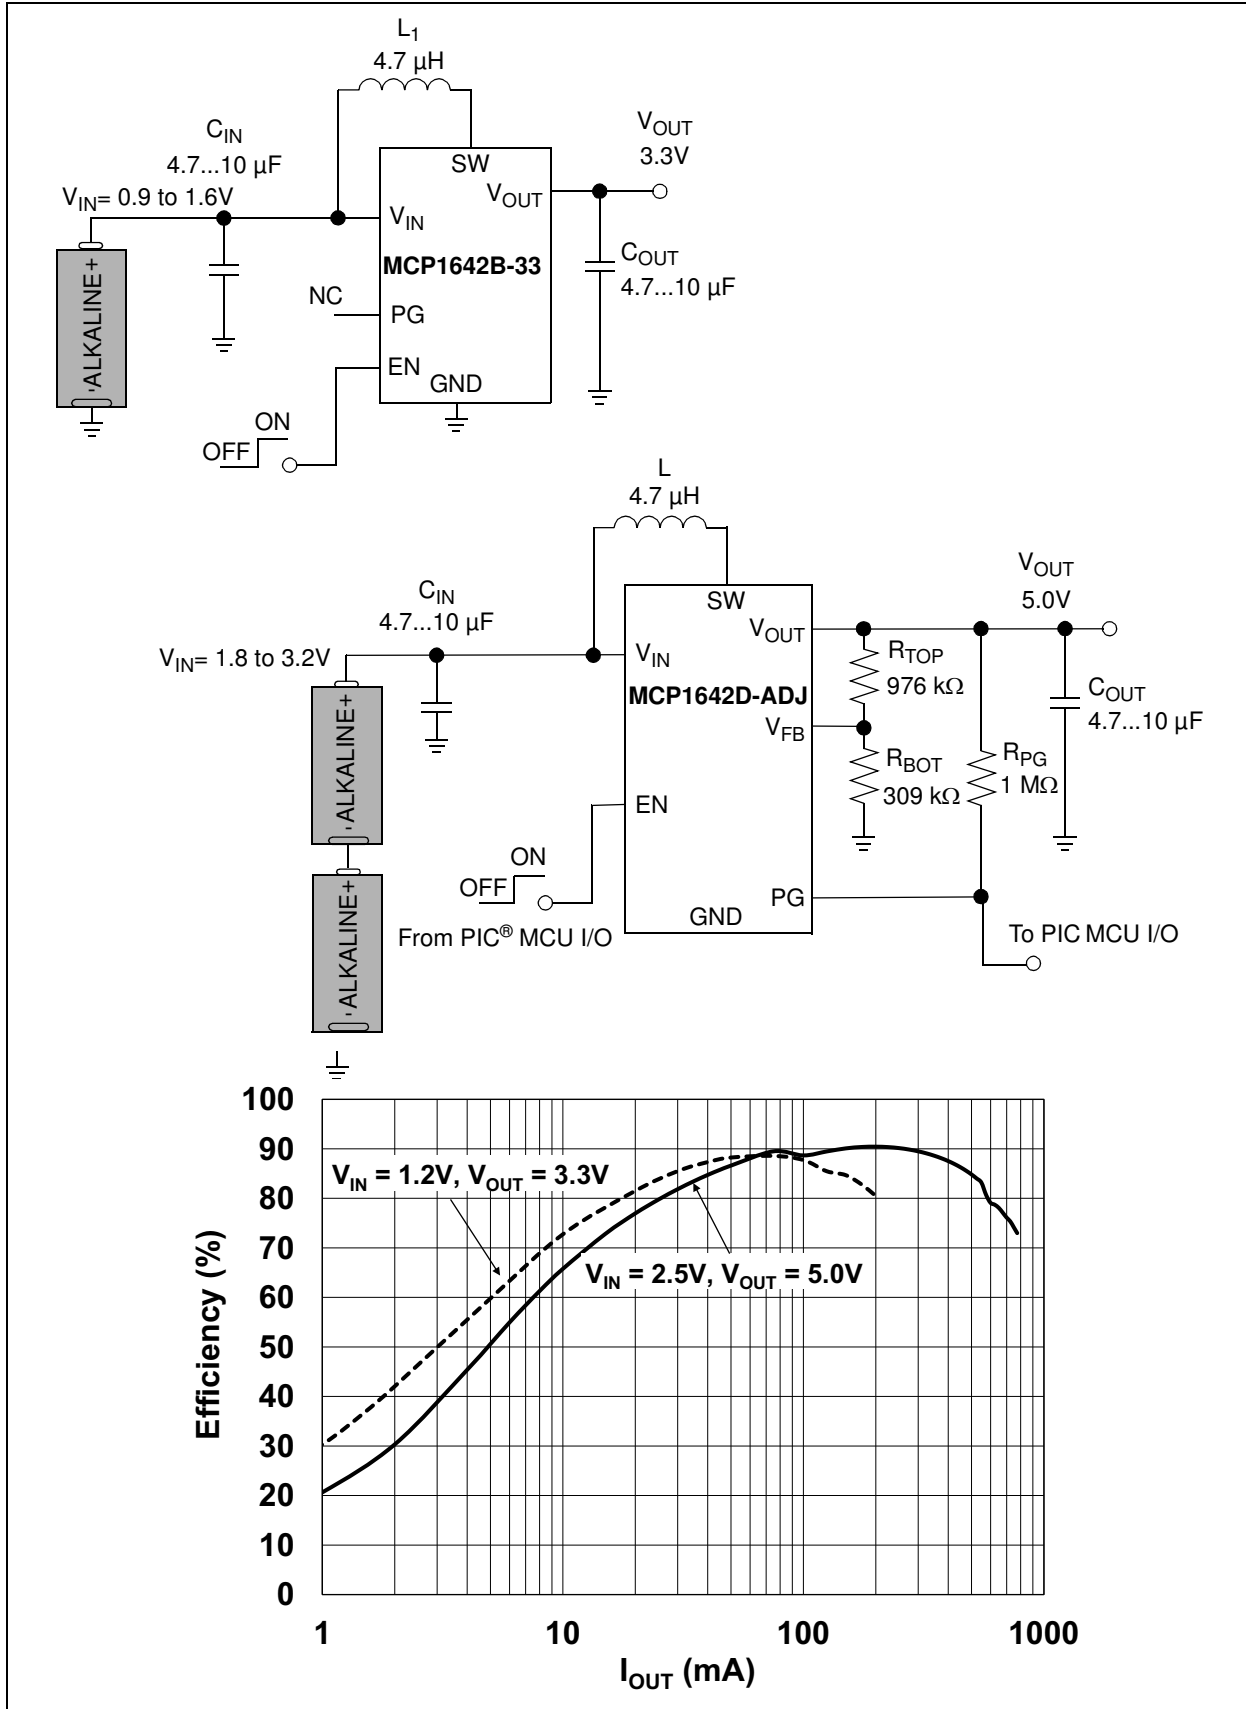 L1
4.7 µH
CIN
4.7...10 µF
VIN= 0.9 to 1.6V
VOUT
3.3V
SW
VOUT
VIN
MCP1642B-33
COUT
4.7...10 µF
NC
PG
EN
GND
ON
OFF
-ALKALINE+
L
4.7 µH
CIN
4.7...10 µF
VIN= 1.8 to 3.2V
VOUT
5.0V
SW
VOUT
VIN
RTOP
976 kΩ
MCP1642D-ADJ
COUT
4.7...10 µF
VFB
RBOT
309 kΩ
RPG
1 MΩ
EN
ON
OFF
PG
GND
From PIC® MCU I/O
To PIC MCU I/O
-ALKALINE+
-ALKALINE+
100
90
80
70
60
50
40
30
20
10
0
Efficiency (%)
VIN = 1.2V, VOUT = 3.3V
VIN = 2.5V, VOUT = 5.0V
1 10 100 1000
IOUT (mA)